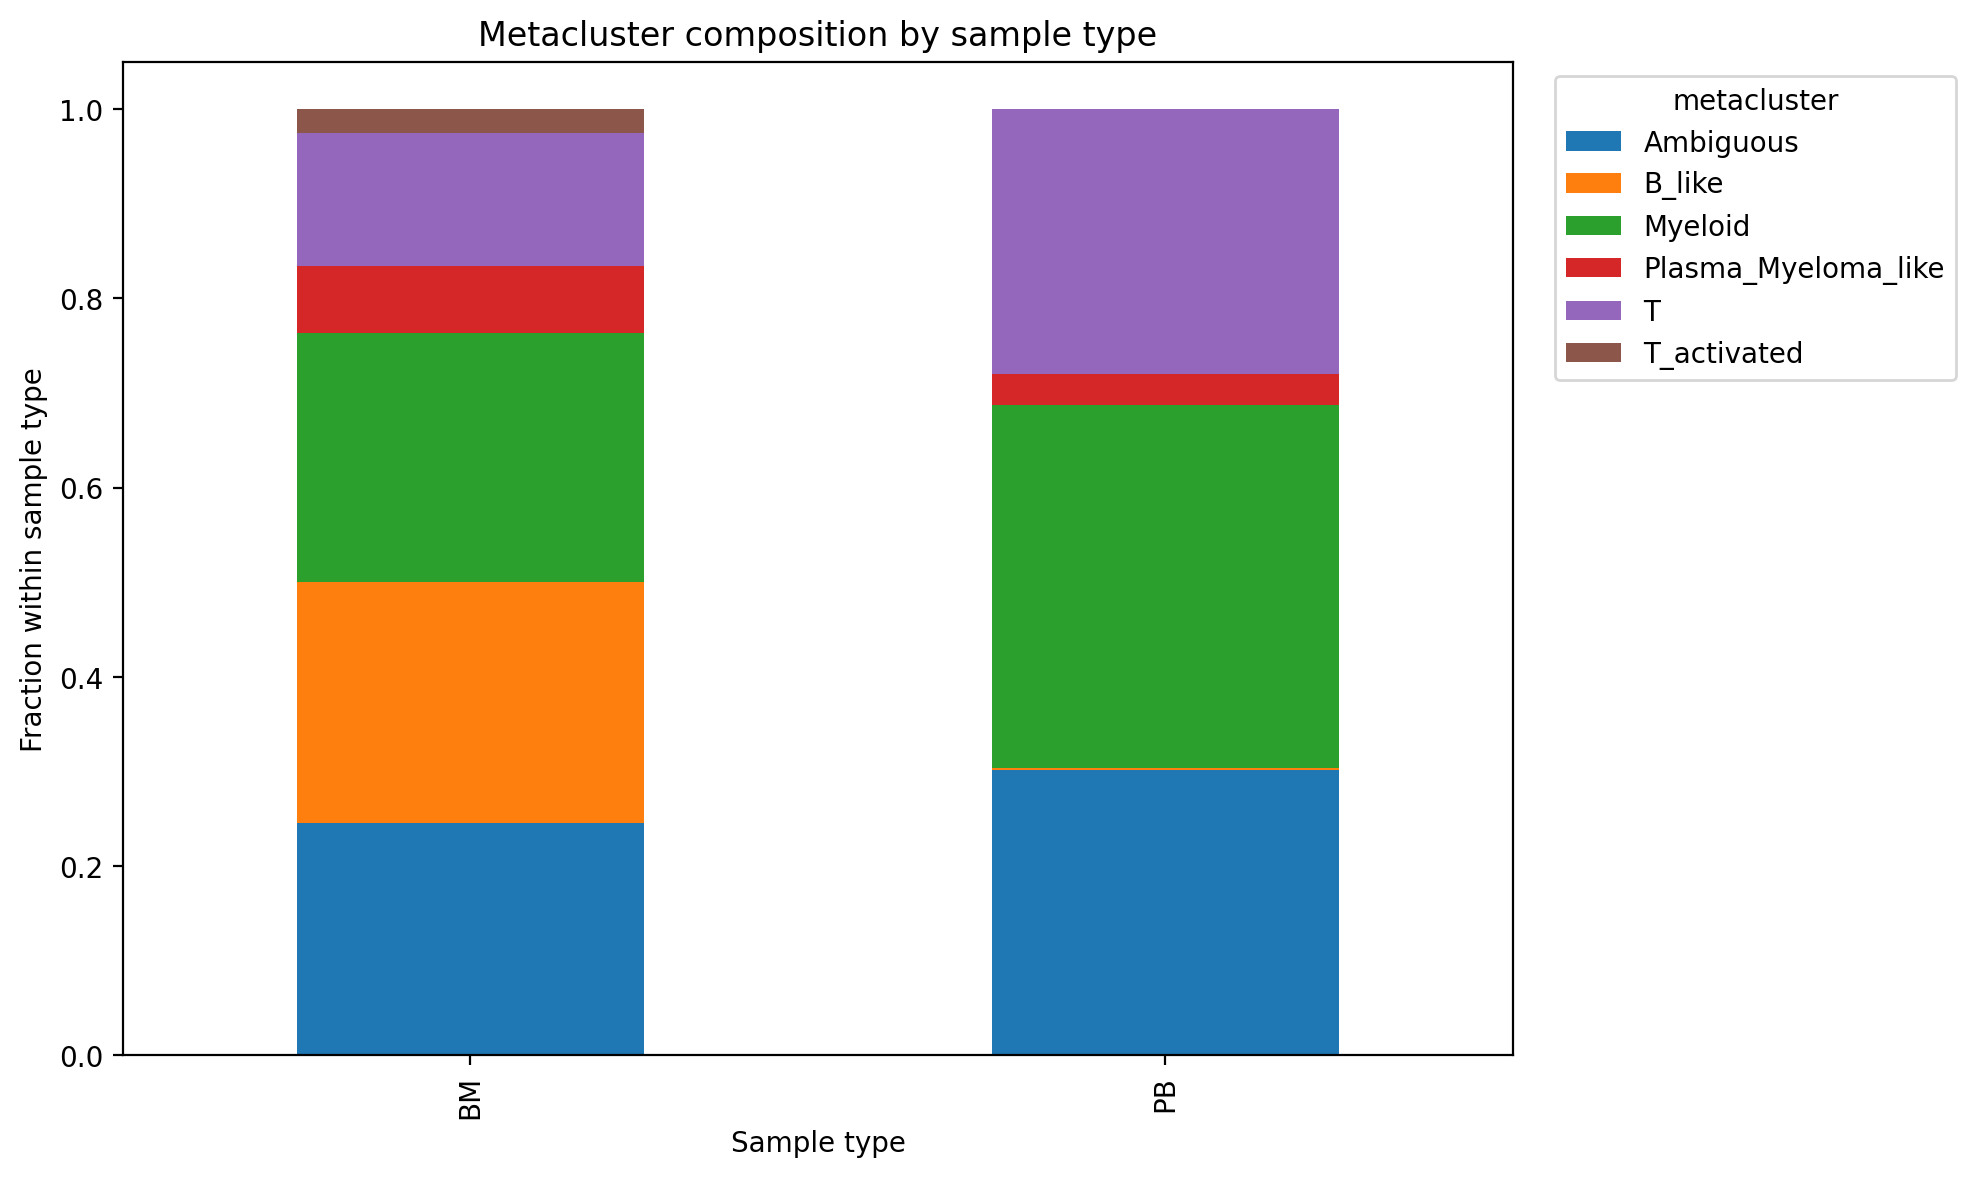 Metacluster composition by sample type
metacluster
Ambiguous
B_like
Myeloid
Plasma_Myeloma_like
T
T_activated
Fraction within sample type
1.0
0.8
0.6
0.4
0.2
0.0
BM
PB
Sample type